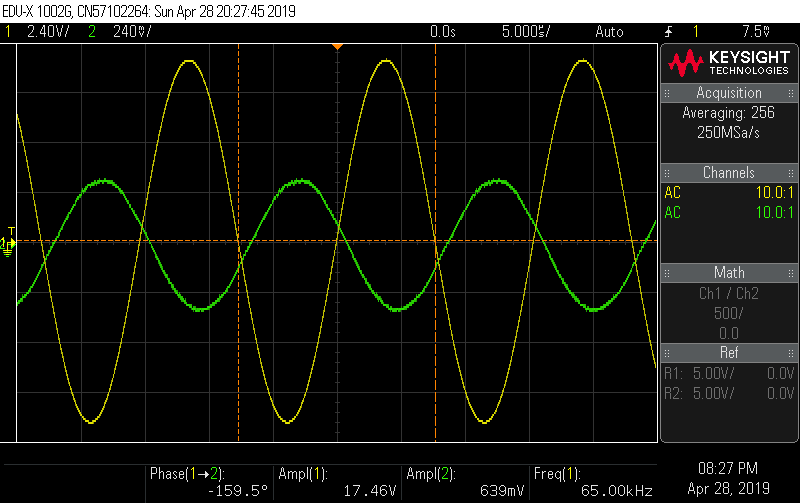 EDU-X 1002G, CN57102264: Sun Apr 28 20:27:45 2019
1 2.40V/ 2 240mV/ 0.0s 5.000us/ Auto 1 7.5mV
KEYSIGHT
TECHNOLOGIES
Acquisition
Averaging: 256
250MSa/s
Channels
AC 10.0:1
AC 10.0:1
T
Math
Ch1 / Ch2
500/
0.0
Ref
R1: 5.00V/ 0.0V
R2: 5.00V/ 0.0V
Phase(1→2): Ampl(1): Ampl(2): Freq(1):
-159.5° 17.46V 639mV 65.00kHz
08:27 PM
Apr 28, 2019